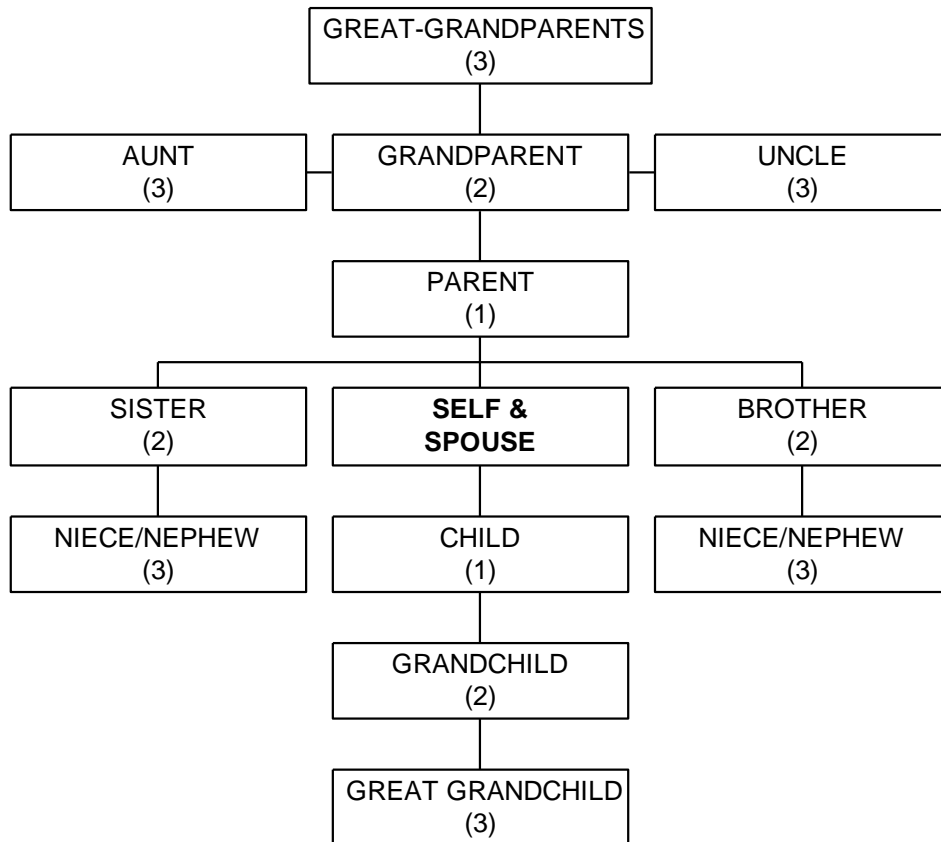 GREAT-GRANDPARENTS
(3)
AUNT
(3)
GRANDPARENT
(2)
UNCLE
(3)
PARENT
(1)
SISTER
(2)
SELF &
SPOUSE
BROTHER
(2)
NIECE/NEPHEW
(3)
CHILD
(1)
NIECE/NEPHEW
(3)
GRANDCHILD
(2)
GREAT GRANDCHILD
(3)